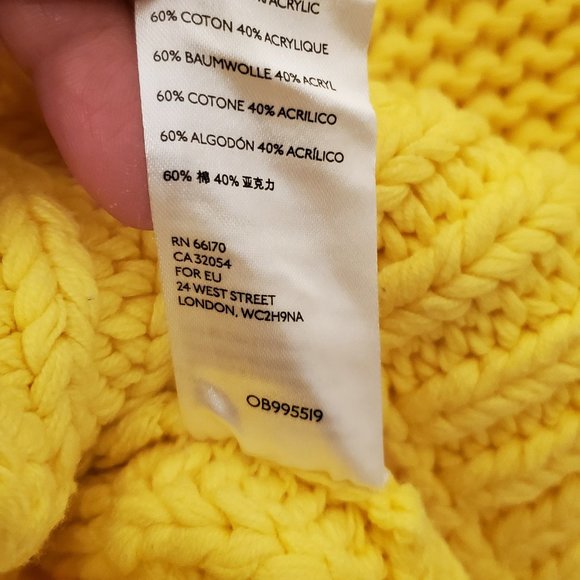 ACRYLIC
60% COTON 40% ACRYLIQUE
60% BAUMWOLLE 40% ACRYL
60% COTONE 40% ACRILICO
60% ALGODÓN 40% ACRÍLICO
60% 棉 40% 亚克力
RN 66170
CA 32054
FOR EU
24 WEST STREET
LONDON, WC2H9NA
OB995519